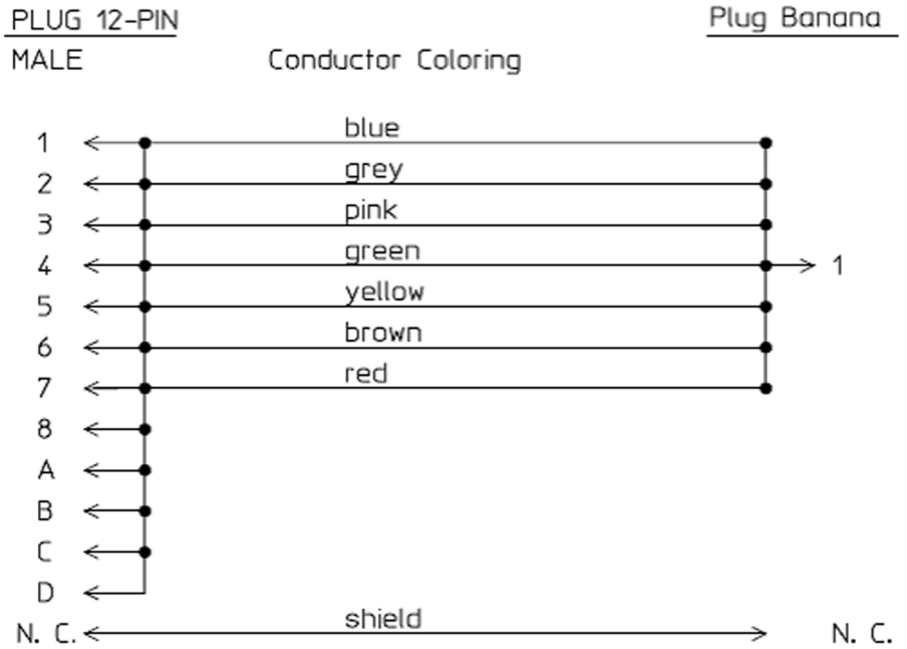 PLUG 12-PIN Plug Banana
MALE Conductor Coloring
blue
1
grey
2
pink
3
green
4 1
yellow
5
brown
6
red
7
8
A
B
C
D
shield
N. C. N. C.